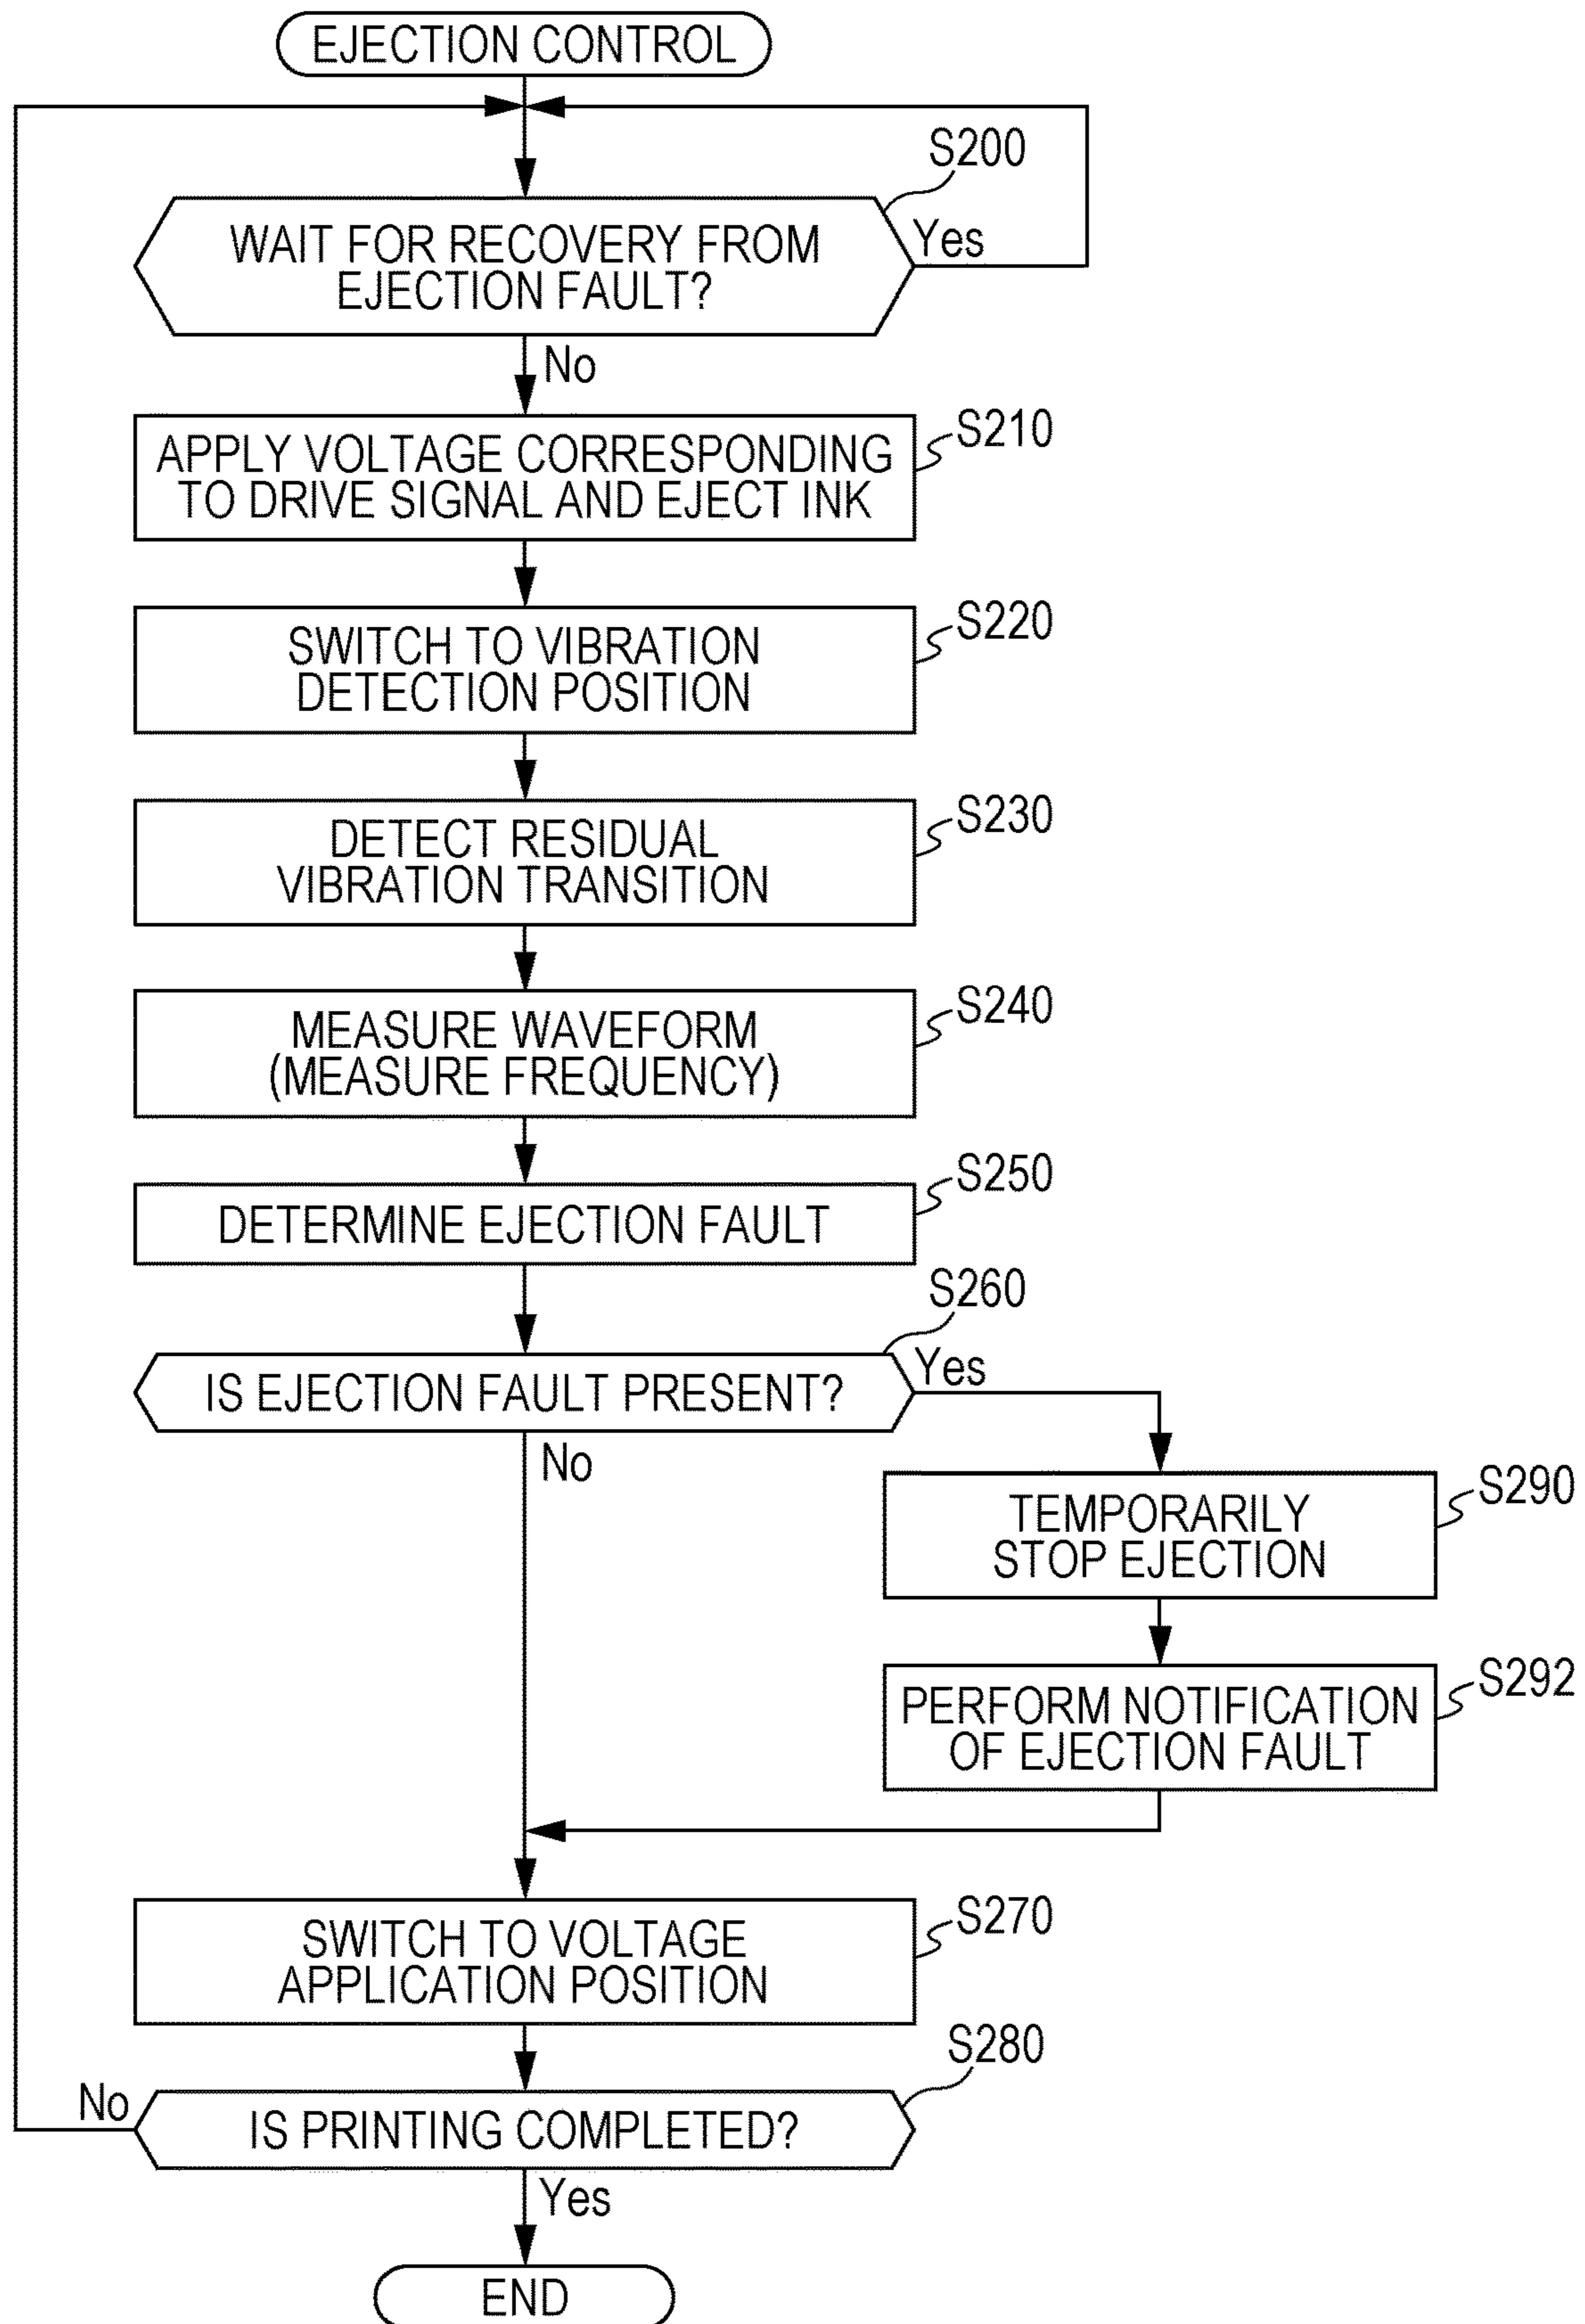 EJECTION CONTROL
S200
WAIT FOR RECOVERY FROM
EJECTION FAULT?
Yes
No
S210
APPLY VOLTAGE CORRESPONDING
TO DRIVE SIGNAL AND EJECT INK
S220
SWITCH TO VIBRATION
DETECTION POSITION
S230
DETECT RESIDUAL
VIBRATION TRANSITION
S240
MEASURE WAVEFORM
(MEASURE FREQUENCY)
S250
DETERMINE EJECTION FAULT
S260
IS EJECTION FAULT PRESENT?
Yes
No
S290
TEMPORARILY
STOP EJECTION
S292
PERFORM NOTIFICATION
OF EJECTION FAULT
S270
SWITCH TO VOLTAGE
APPLICATION POSITION
S280
No
IS PRINTING COMPLETED?
Yes
END